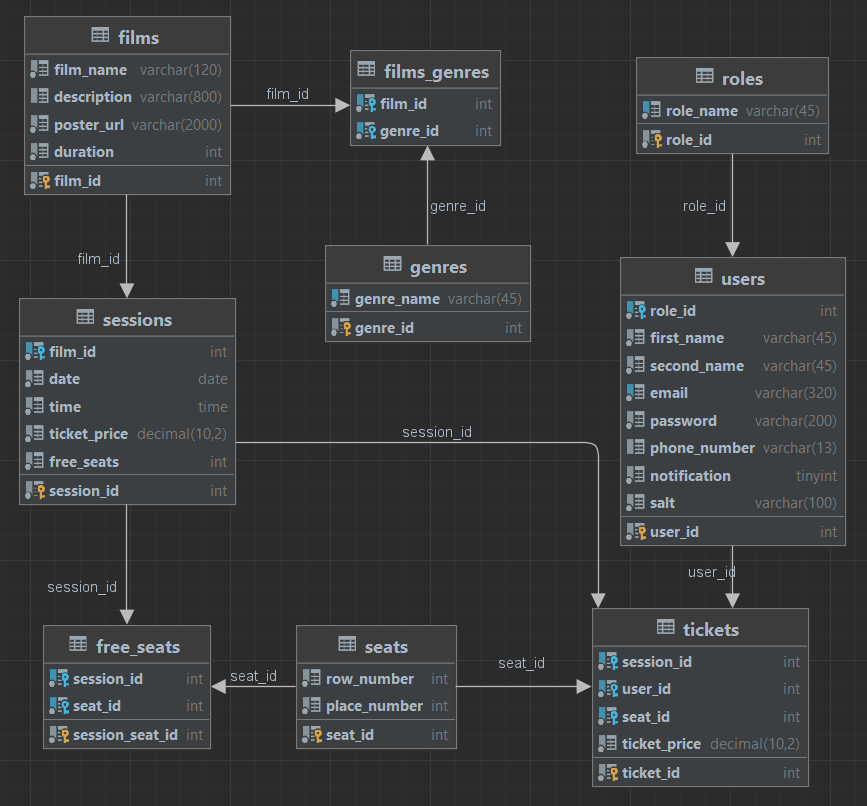 films
film_name varchar(120)
description varchar(800)
poster_url varchar(2000)
duration int
film_id int
film_id
films_genres
film_id int
genre_id int
roles
role_name varchar(45)
role_id int
genre_id
role_id
film_id
genres
genre_name varchar(45)
genre_id int
users
role_id int
first_name varchar(45)
second_name varchar(45)
email varchar(320)
password varchar(200)
phone_number varchar(13)
notification tinyint
salt varchar(100)
user_id int
sessions
film_id int
date date
time time
ticket_price decimal(10,2)
free_seats int
session_id int
session_id
session_id
user_id
free_seats
session_id int
seat_id int
session_seat_id int
seat_id
seats
row_number int
place_number int
seat_id int
seat_id
tickets
session_id int
user_id int
seat_id int
ticket_price decimal(10,2)
ticket_id int